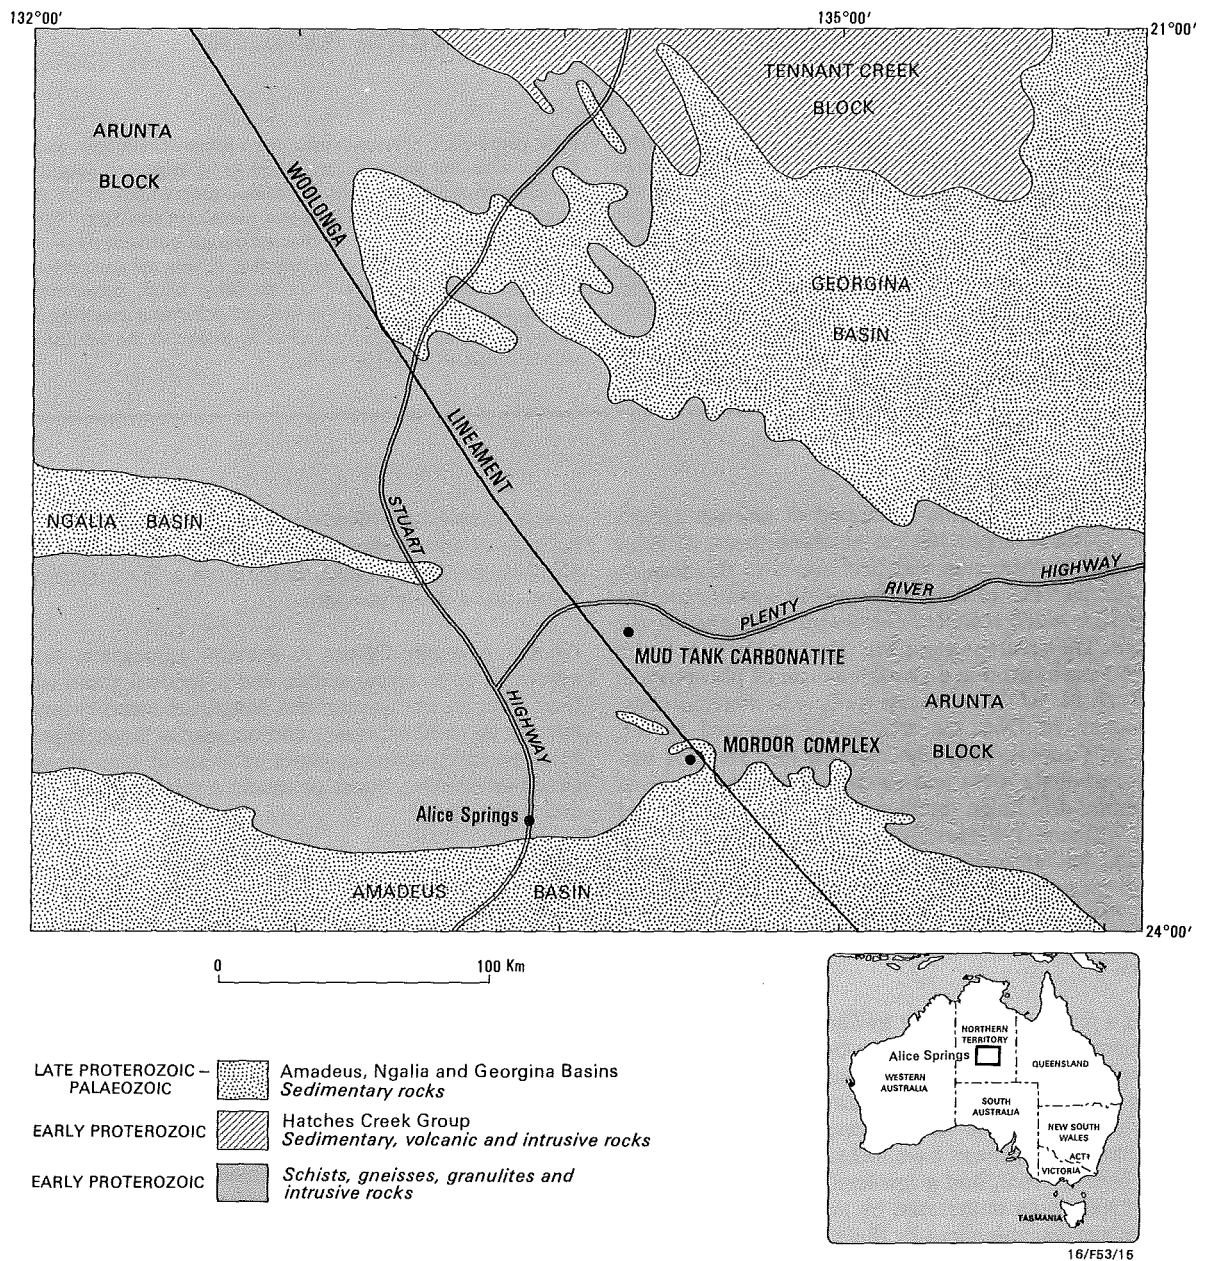 132°00'
135°00'
21°00'
TENNANT CREEK
BLOCK
ARUNTA
BLOCK
WOOLONGA
GEORGINA
BASIN
LINEAMENT
NGALIA BASIN
STUART
HIGHWAY
RIVER
PLENTY
MUD TANK CARBONATITE
HIGHWAY
ARUNTA
BLOCK
MORDOR COMPLEX
Alice Springs
AMADEUS BASIN
24°00'
0 100 Km
LATE PROTEROZOIC –
PALAEOZOIC
Amadeus, Ngalia and Georgina Basins
Sedimentary rocks
EARLY PROTEROZOIC
Hatches Creek Group
Sedimentary, volcanic and intrusive rocks
EARLY PROTEROZOIC
Schists, gneisses, granulites and
intrusive rocks
NORTHERN
TERRITORY
Alice Springs
QUEENSLAND
WESTERN
AUSTRALIA
SOUTH
AUSTRALIA
NEW SOUTH
WALES
ACT
VICTORIA
TASMANIA
16/F53/15